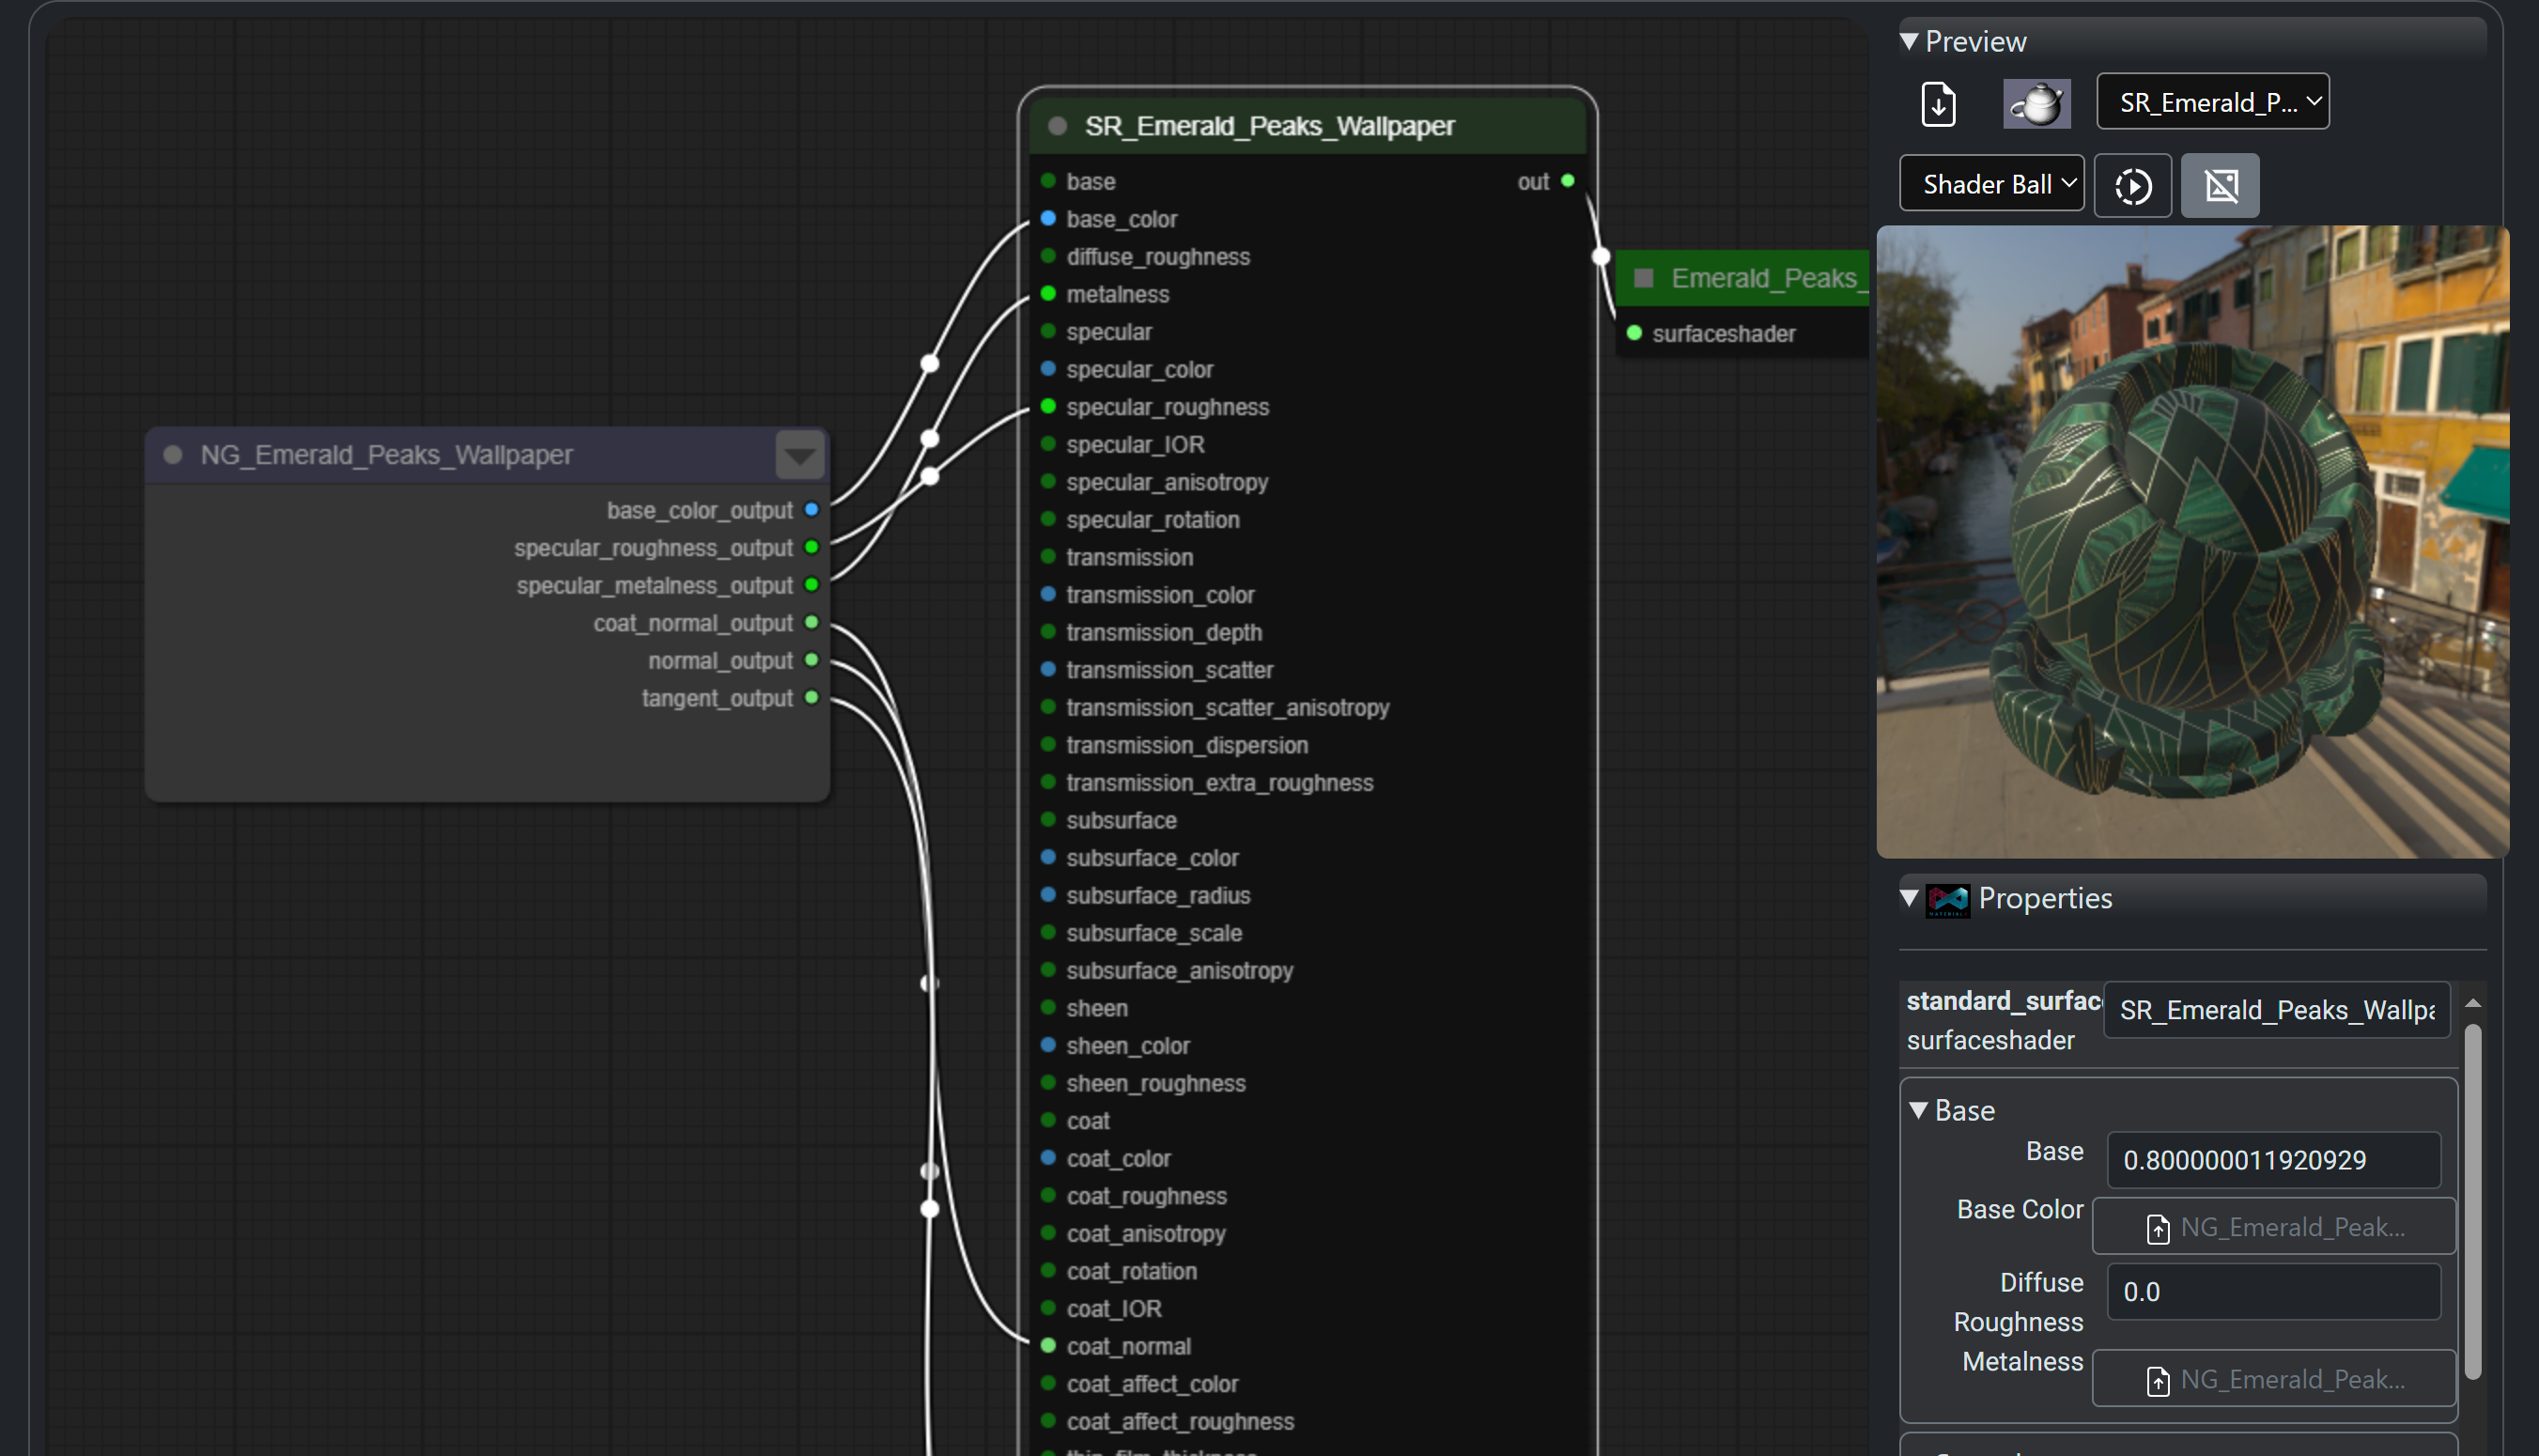 NG_Emerald_Peaks_Wallpaper
base_color_output
specular_roughness_output
specular_metalness_output
coat_normal_output
normal_output
tangent_output
SR_Emerald_Peaks_Wallpaper
base
out
base_color
diffuse_roughness
metalness
specular
specular_color
specular_roughness
specular_IOR
specular_anisotropy
specular_rotation
transmission
transmission_color
transmission_depth
transmission_scatter
transmission_scatter_anisotropy
transmission_dispersion
transmission_extra_roughness
subsurface
subsurface_color
subsurface_radius
subsurface_scale
subsurface_anisotropy
sheen
sheen_color
sheen_roughness
coat
coat_color
coat_roughness
coat_anisotropy
coat_rotation
coat_IOR
coat_normal
coat_affect_color
coat_affect_roughness
Emerald_Peaks_
surfaceshader
Preview
SR_Emerald_P...
Shader Ball
Properties
standard_surfac
SR_Emerald_Peaks_Wallpa
surfaceshader
Base
Base
0.800000011920929
Base Color
NG_Emerald_Peak...
Diffuse
Roughness
0.0
Metalness
NG_Emerald_Peak...